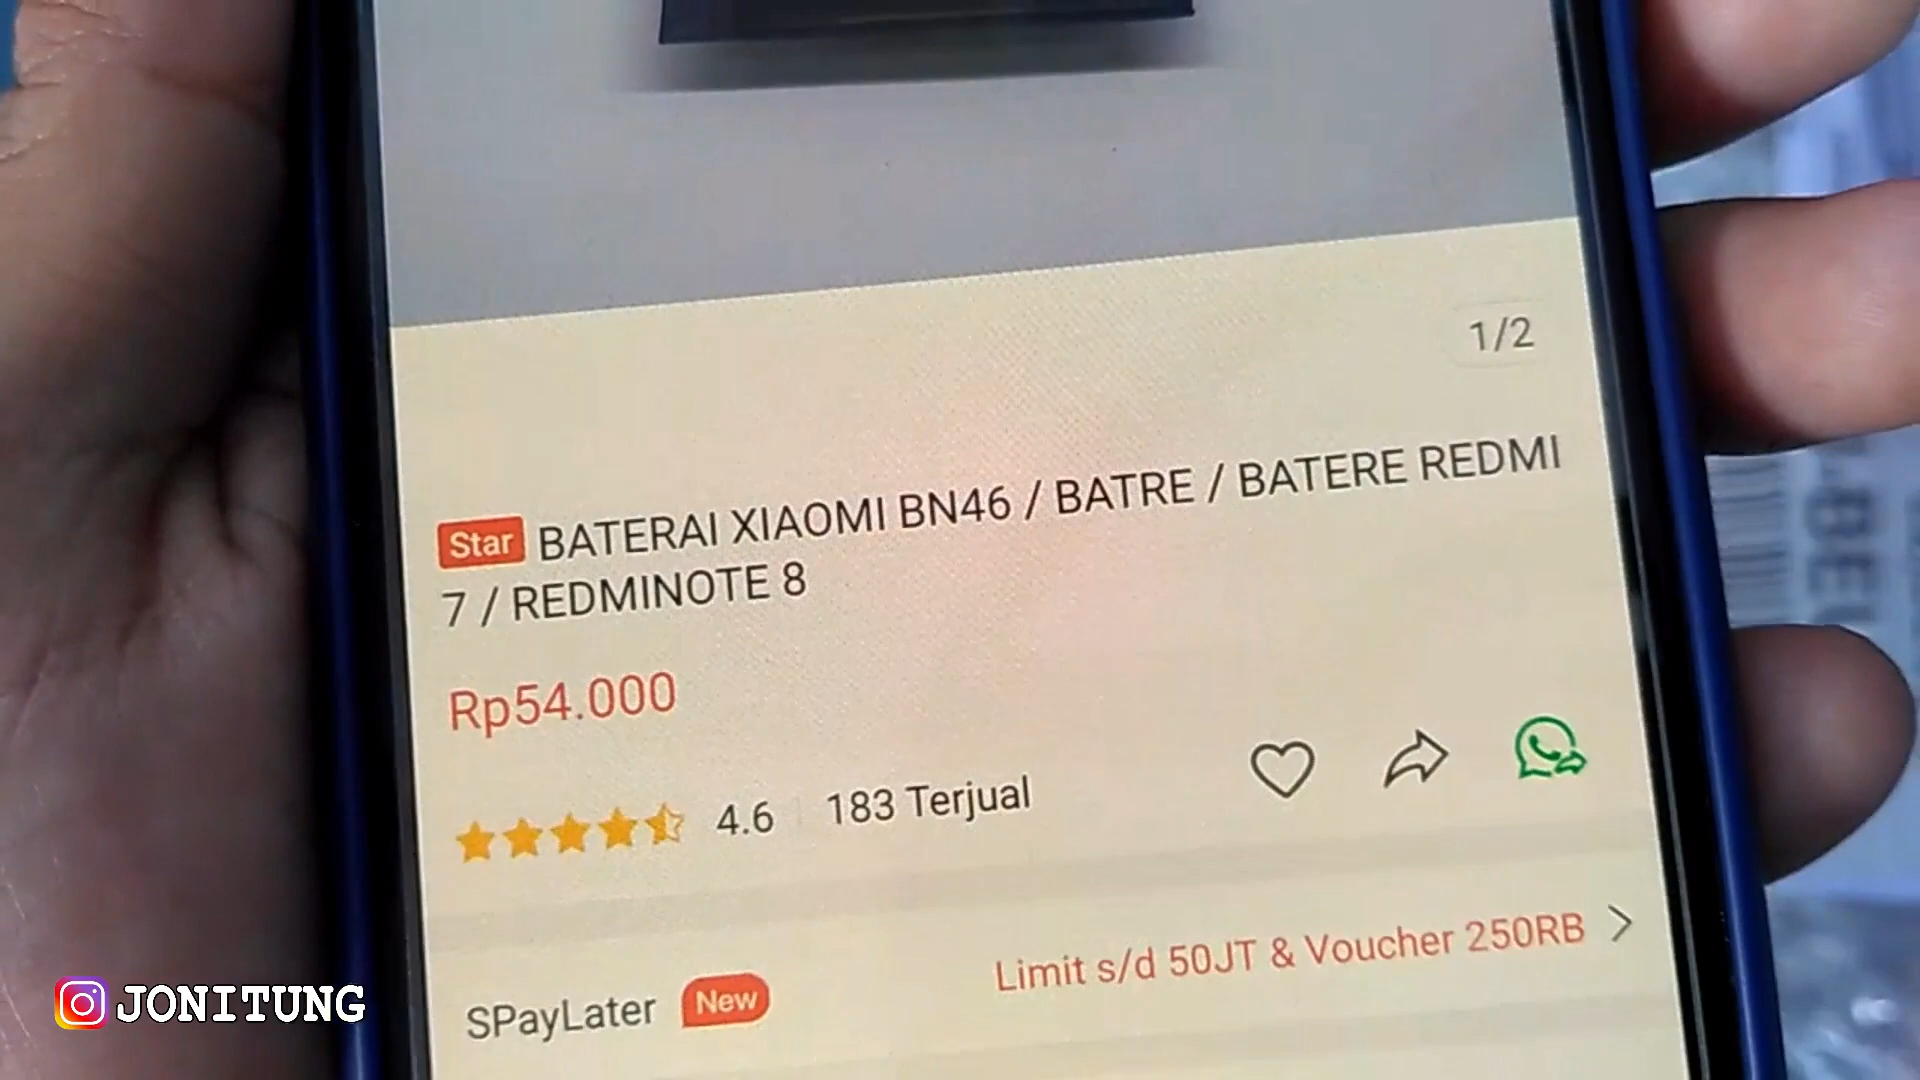 1/2
Star BATERAI XIAOMI BN46 / BATRE / BATERE REDMI
7 / REDMINOTE 8
Rp54.000
4.6 183 Terjual
Limit s/d 50JT & Voucher 250RB
SPayLater New
JONITUNG